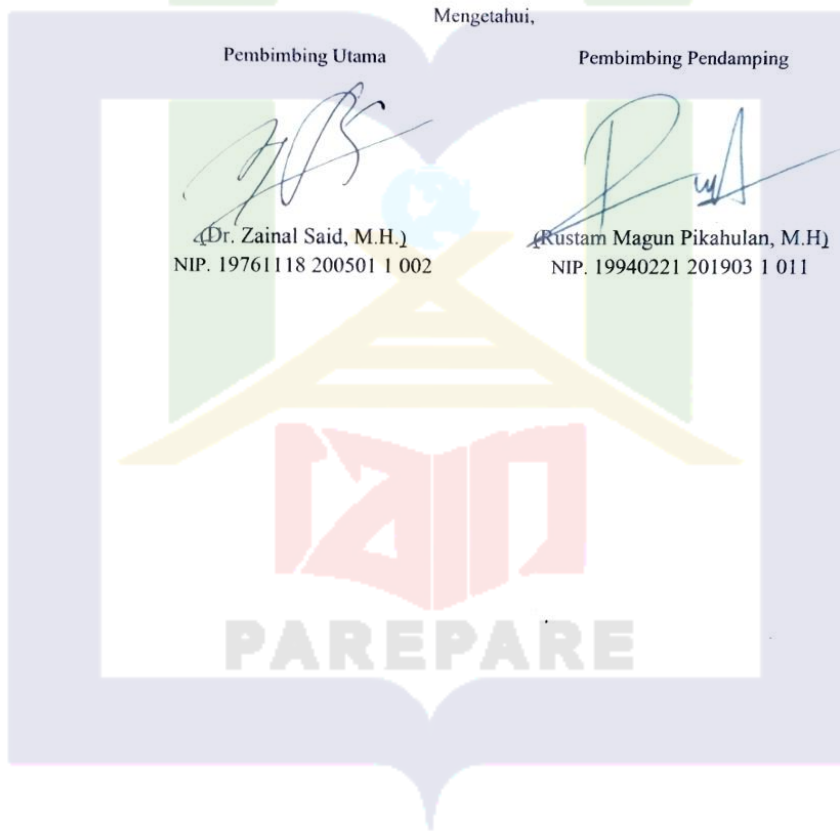 Mengetahui,
Pembimbing Utama
Pembimbing Pendamping
(Dr. Zainal Said, M.H.)
(Rustam Magun Pikahulan, M.H)
NIP. 19761118 200501 1 002
NIP. 19940221 201903 1 011
iain
PAREPARE